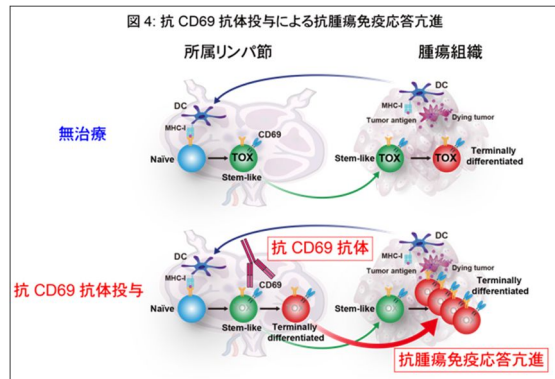 図 4: 抗 CD69 抗体投与による抗腫瘍免疫応答亢進
所属リンパ節
腫瘍組織
無治療
DC
MHC-I
CD69
Naïve
TOX
Stem-like
DC
MHC-I
Tumor antigen
Dying tumor
Stem-like
TOX
TOX
Terminally
differentiated
抗 CD69 抗体投与
抗 CD69 抗体
DC
MHC-I
CD69
Naïve
Stem-like
Terminally
differentiated
DC
MHC-I
Tumor antigen
Dying tumor
Terminally
differentiated
Stem-like
抗腫瘍免疫応答亢進